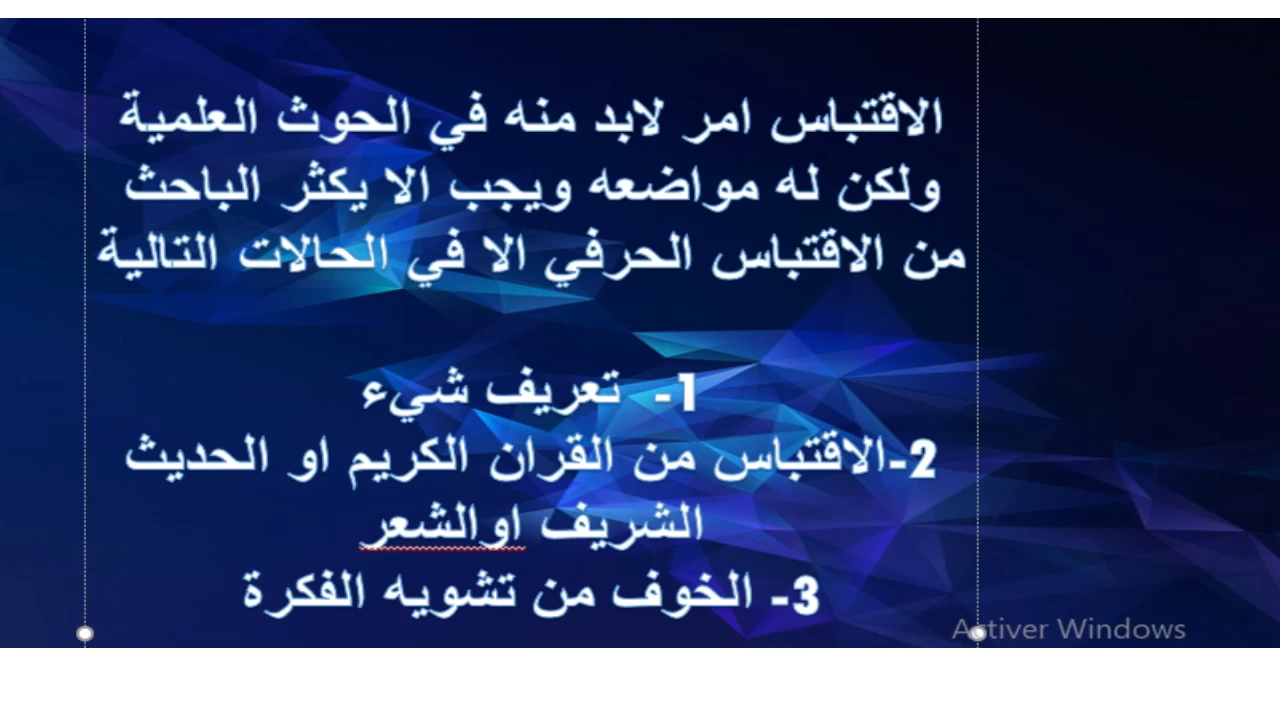 الاقتباس امر لابد منه في الحوث العلمية
ولكن له مواضعه ويجب الا يكثر الباحث
من الاقتباس الحرفي الا في الحالات التالية
1- تعريف شيء
2-الاقتباس من القران الكريم او الحديث
الشريف اوالشعر
3- الخوف من تشويه الفكرة
Activer Windows